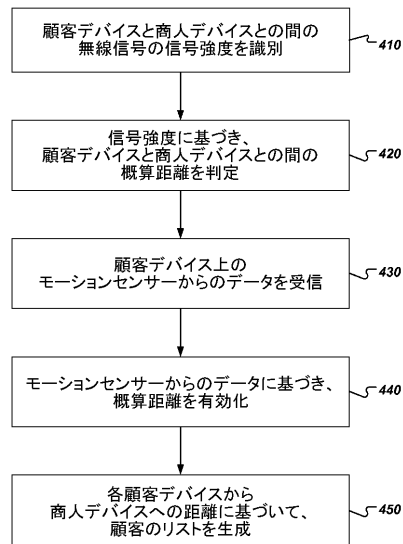 顧客デバイスと商人デバイスとの間の
無線信号の信号強度を識別
410
信号強度に基づき、
顧客デバイスと商人デバイスとの間の
概算距離を判定
420
顧客デバイス上の
モーションセンサーからのデータを受信
430
モーションセンサーからのデータに基づき、
概算距離を有効化
440
各顧客デバイスから
商人デバイスへの距離に基づいて、
顧客のリストを生成
450